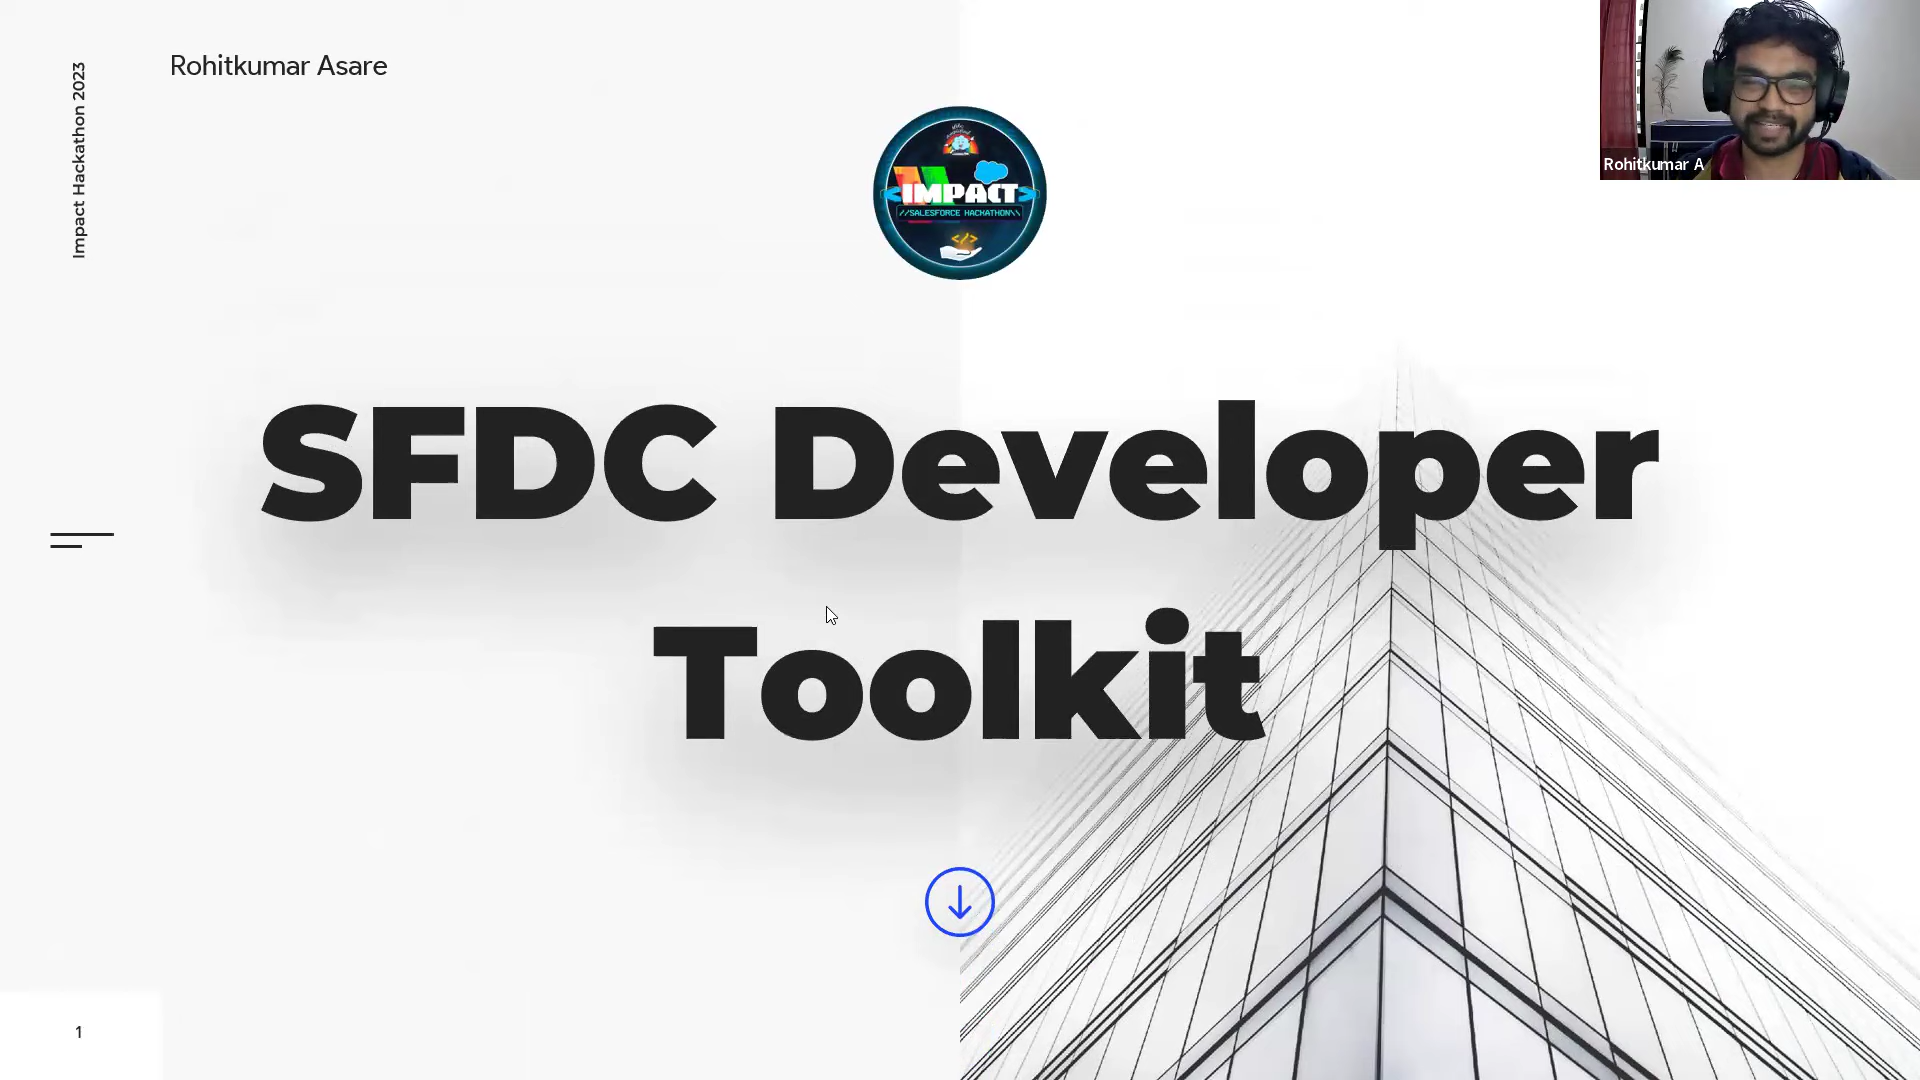 Impact Hackathon 2023
Rohitkumar Asare
IMPACT
//SALESFORCE HACKATHON\\
</>
SFDC Developer
Toolkit
1
Rohitkumar A